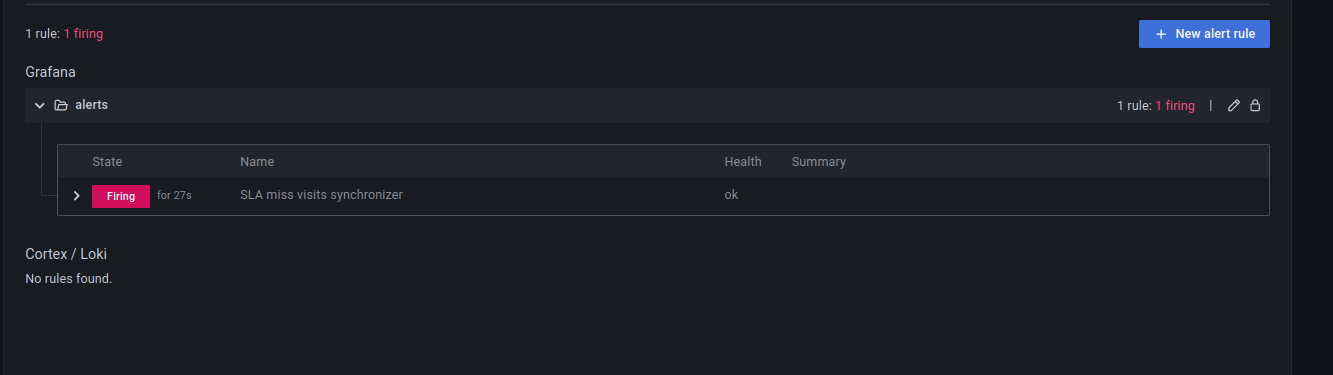 1 rule: 1 firing
New alert rule
Grafana
alerts
1 rule: 1 firing
State Name Health Summary
Firing for 27s SLA miss visits synchronizer ok
Cortex / Loki
No rules found.